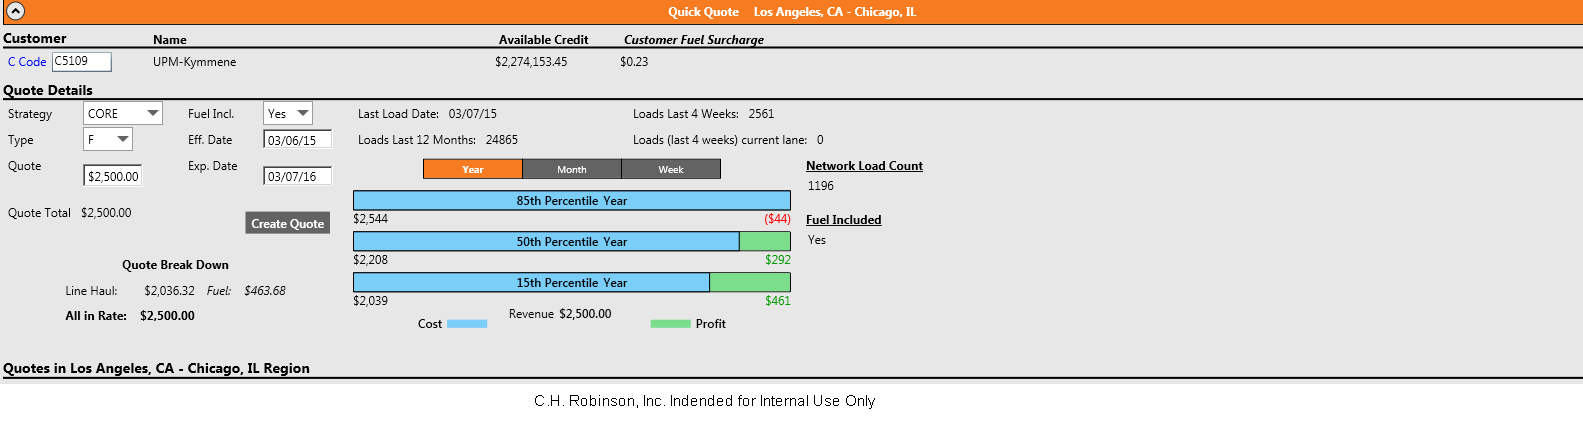 Quick Quote Los Angeles, CA - Chicago, IL
Customer Name Available Credit Customer Fuel Surcharge
C Code C5109 UPM-Kymmene $2,274,153.45 $0.23
Quote Details
Strategy CORE Fuel Incl. Yes Last Load Date: 03/07/15 Loads Last 4 Weeks: 2561
Type F Eff. Date 03/06/15 Loads Last 12 Months: 24865 Loads (last 4 weeks) current lane: 0
Quote $2,500.00 Exp. Date 03/07/16 Year Month Week Network Load Count
1196
85th Percentile Year
Quote Total $2,500.00 $2,544 ($44) Fuel Included
Create Quote
50th Percentile Year Yes
$2,208 $292
Quote Break Down
15th Percentile Year
Line Haul: $2,036.32 Fuel: $463.68
$2,039 $461
All in Rate: $2,500.00 Revenue $2,500.00
Cost Profit
Quotes in Los Angeles, CA - Chicago, IL Region
C.H. Robinson, Inc. Indended for Internal Use Only